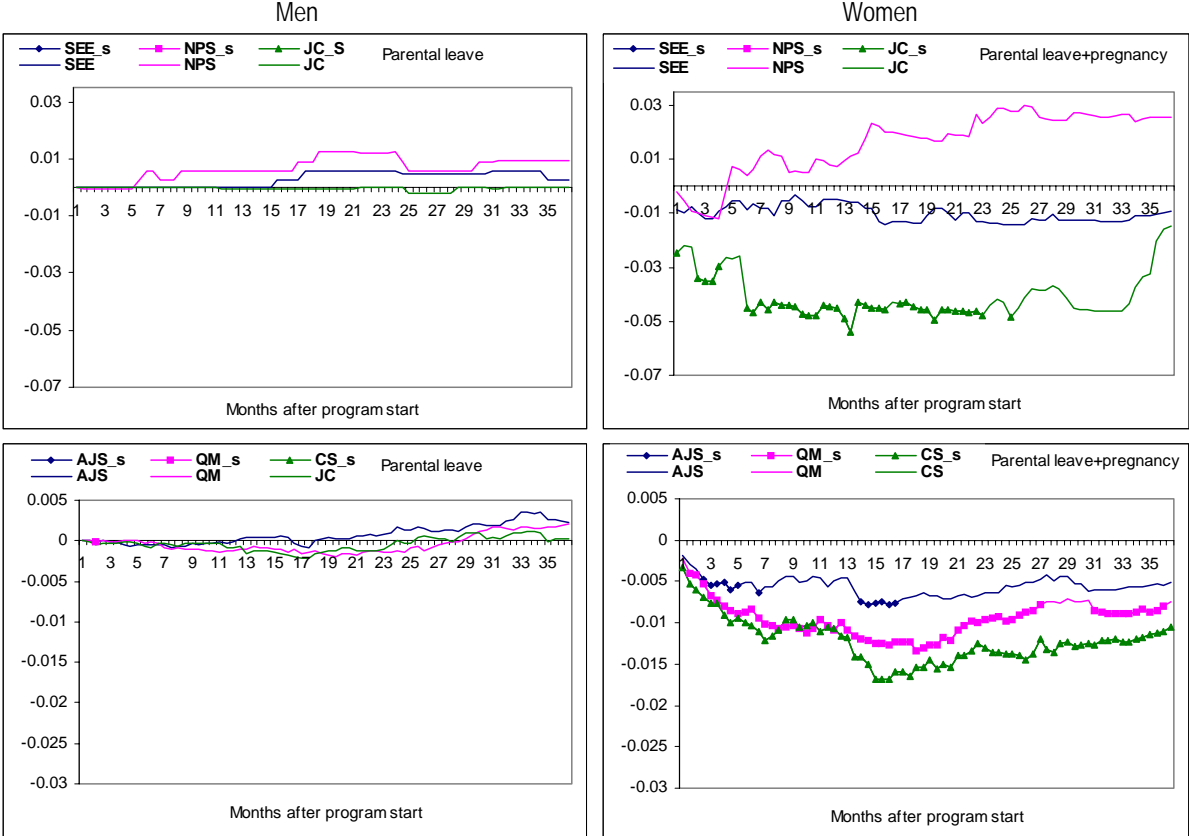 Men
Women
SEE_s NPS_s JC_S
SEE NPS JC
Parental leave
0.03
0.01
-0.01
-0.03
-0.05
-0.07
1 3 5 7 9 11 13 15 17 19 21 23 25 27 29 31 33 35
Months after program start
SEE_s NPS_s JC_s
SEE NPS JC
Parental leave+pregnancy
0.03
0.01
-0.01
-0.03
-0.05
-0.07
1 3 5 7 9 11 13 15 17 19 21 23 25 27 29 31 33 35
Months after program start
AJS_s QM_s CS_s
AJS QM JC
Parental leave
0.005
0
-0.005
-0.01
-0.015
-0.02
-0.025
-0.03
1 3 5 7 9 11 13 15 17 19 21 23 25 27 29 31 33 35
Months after program start
AJS_s QM_s CS_s
AJS QM CS
Parental leave+pregnancy
0.005
0
-0.005
-0.01
-0.015
-0.02
-0.025
-0.03
1 3 5 7 9 11 13 15 17 19 21 23 25 27 29 31 33 35
Months after program start